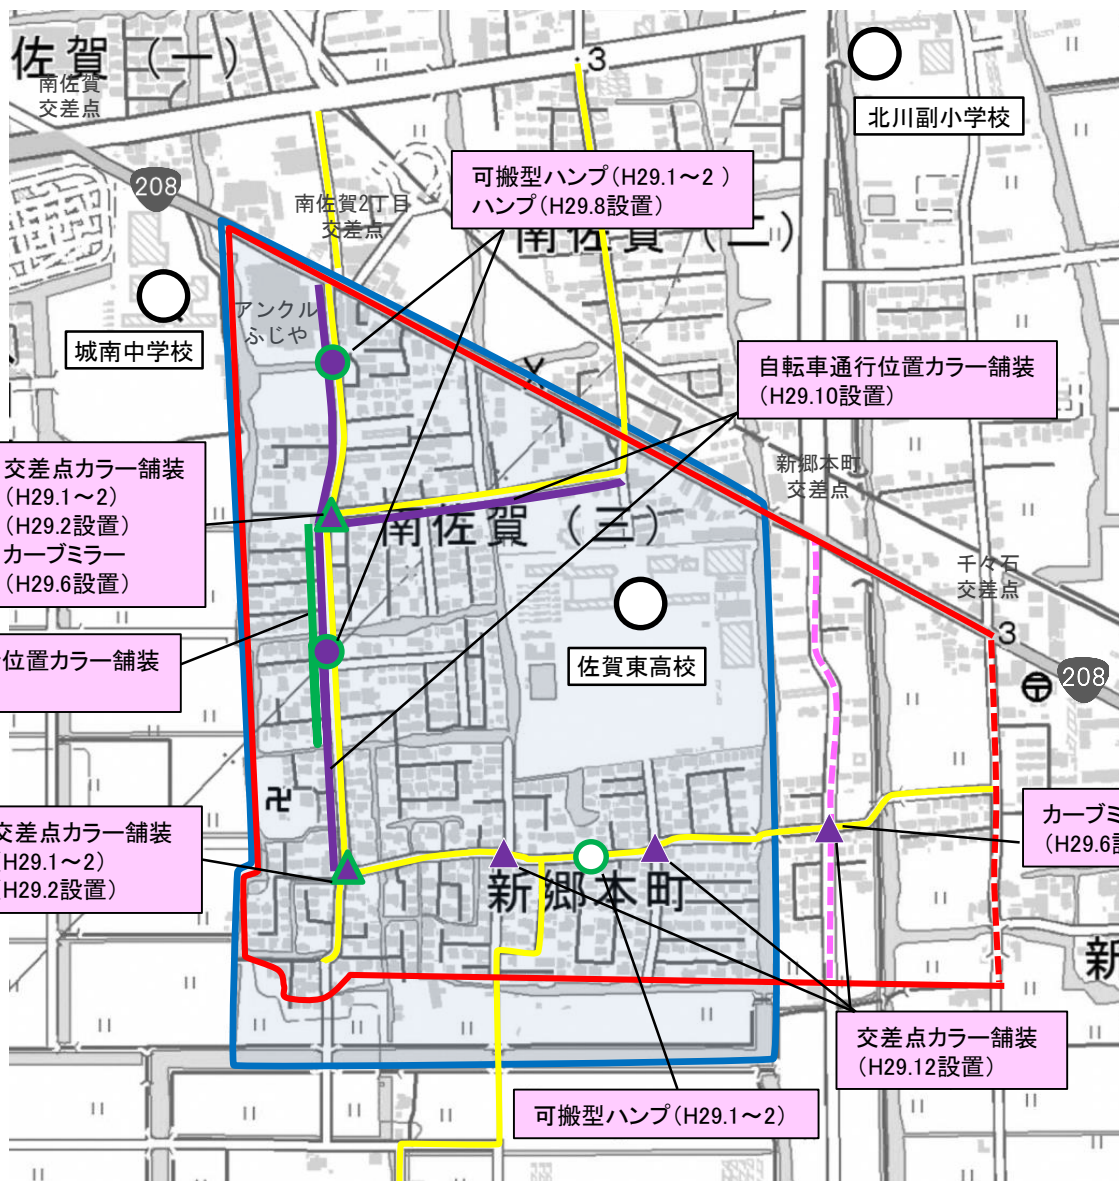 佐賀(一)
南佐賀
交差点
3
北川副小学校
208
可搬型ハンプ(H29.1～2 )
ハンプ(H29.8設置)
南佐賀2丁目
交差点
南佐賀(二)
アンクル
ふじや
城南中学校
自転車通行位置カラー舗装
(H29.10設置)
交差点カラー舗装
(H29.1～2)
(H29.2設置)
カーブミラー
(H29.6設置)
新郷本町
交差点
南佐賀(三)
千々石
交差点
3
位置カラー舗装
佐賀東高校
208
交差点カラー舗装
(H29.1～2)
(H29.2設置)
カーブミ
(H29.6設
新郷本町
新
交差点カラー舗装
(H29.12設置)
可搬型ハンプ(H29.1～2)